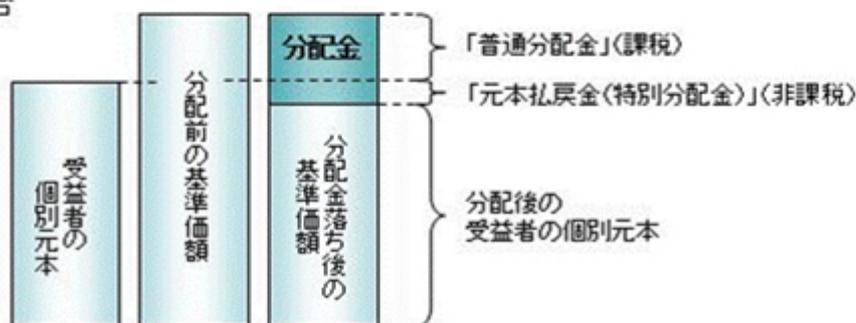 分配金
「普通分配金」(課税)
「元本払戻金(特別分配金)」(非課税)
受益者の
個別元本
分配前の基準価額
分配金落ち後の
基準価額
分配後の
受益者の個別元本